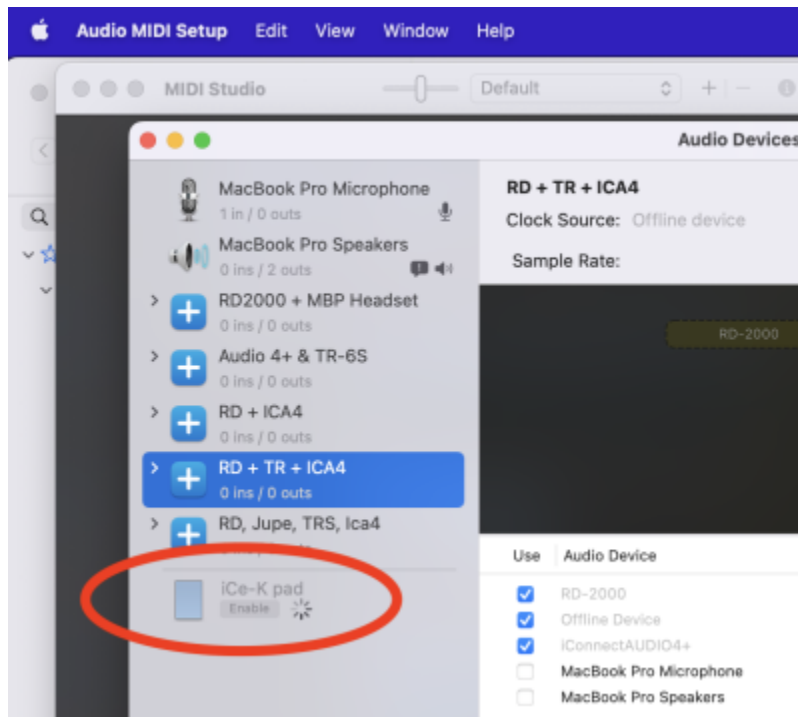 Audio MIDI Setup Edit View Window Help
MIDI Studio Default
Audio Devices
MacBook Pro Microphone
1 in / 0 outs
MacBook Pro Speakers
0 ins / 2 outs
RD2000 + MBP Headset
0 ins / 0 outs
Audio 4+ & TR-6S
0 ins / 0 outs
RD + ICA4
0 ins / 0 outs
RD + TR + ICA4
0 ins / 0 outs
RD, Jupe, TRS, Ica4
iCe-K pad
Enable
RD + TR + ICA4
Clock Source: Offline device
Sample Rate:
RD-2000
Use Audio Device
RD-2000
Offline Device
iConnectAUDIO4+
MacBook Pro Microphone
MacBook Pro Speakers